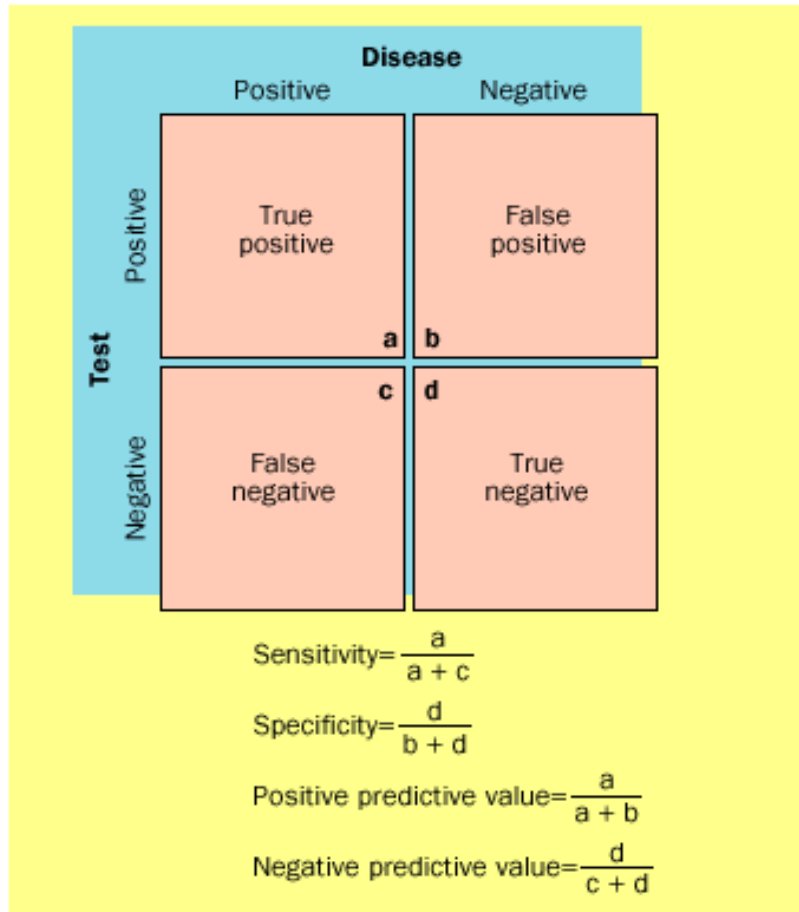 Disease
Positive Negative
Test
Positive
True
positive
a
False
positive
b
Negative
c
False
negative
d
True
negative
Sensitivity=a/a + c
Specificity=d/b + d
Positive predictive value=a/a + b
Negative predictive value=d/c + d